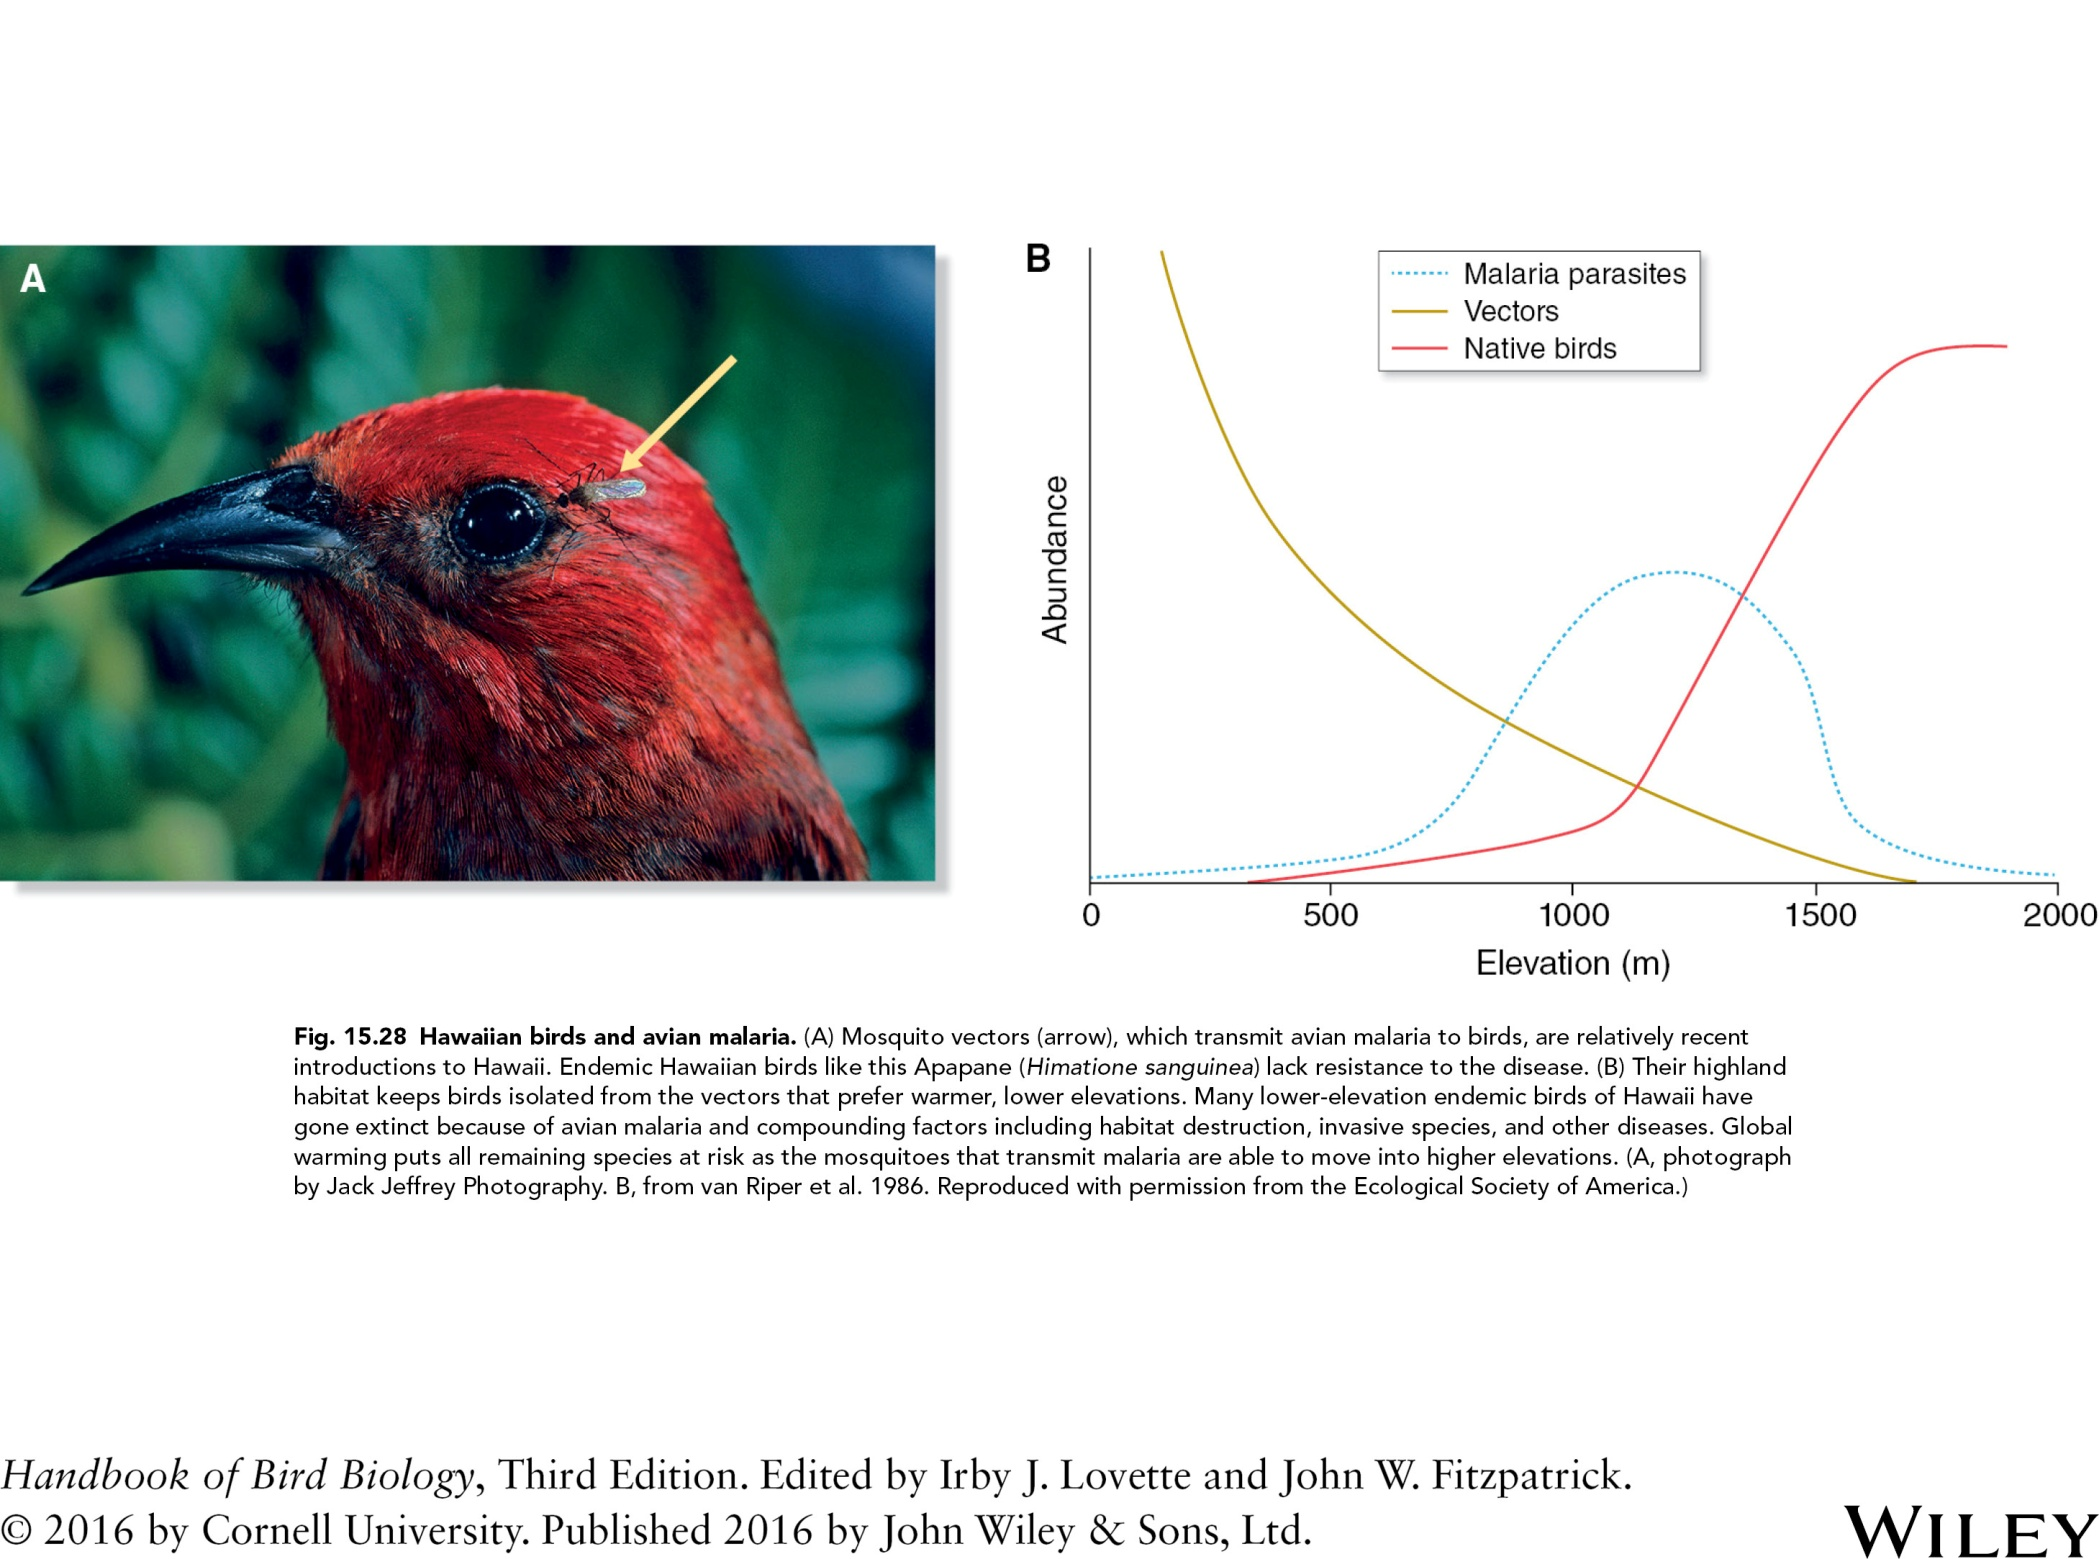 A
B
Malaria parasites
Vectors
Native birds
Abundance
0 500 1000 1500 2000
Elevation (m)
Fig. 15.28 Hawaiian birds and avian malaria. (A) Mosquito vectors (arrow), which transmit avian malaria to birds, are relatively recent
introductions to Hawaii. Endemic Hawaiian birds like this Apapane (Himatione sanguinea) lack resistance to the disease. (B) Their highland
habitat keeps birds isolated from the vectors that prefer warmer, lower elevations. Many lower-elevation endemic birds of Hawaii have
gone extinct because of avian malaria and compounding factors including habitat destruction, invasive species, and other diseases. Global
warming puts all remaining species at risk as the mosquitoes that transmit malaria are able to move into higher elevations. (A, photograph
by Jack Jeffrey Photography. B, from van Riper et al. 1986. Reproduced with permission from the Ecological Society of America.)
Handbook of Bird Biology, Third Edition. Edited by Irby J. Lovette and John W. Fitzpatrick.
© 2016 by Cornell University. Published 2016 by John Wiley & Sons, Ltd.
WILEY